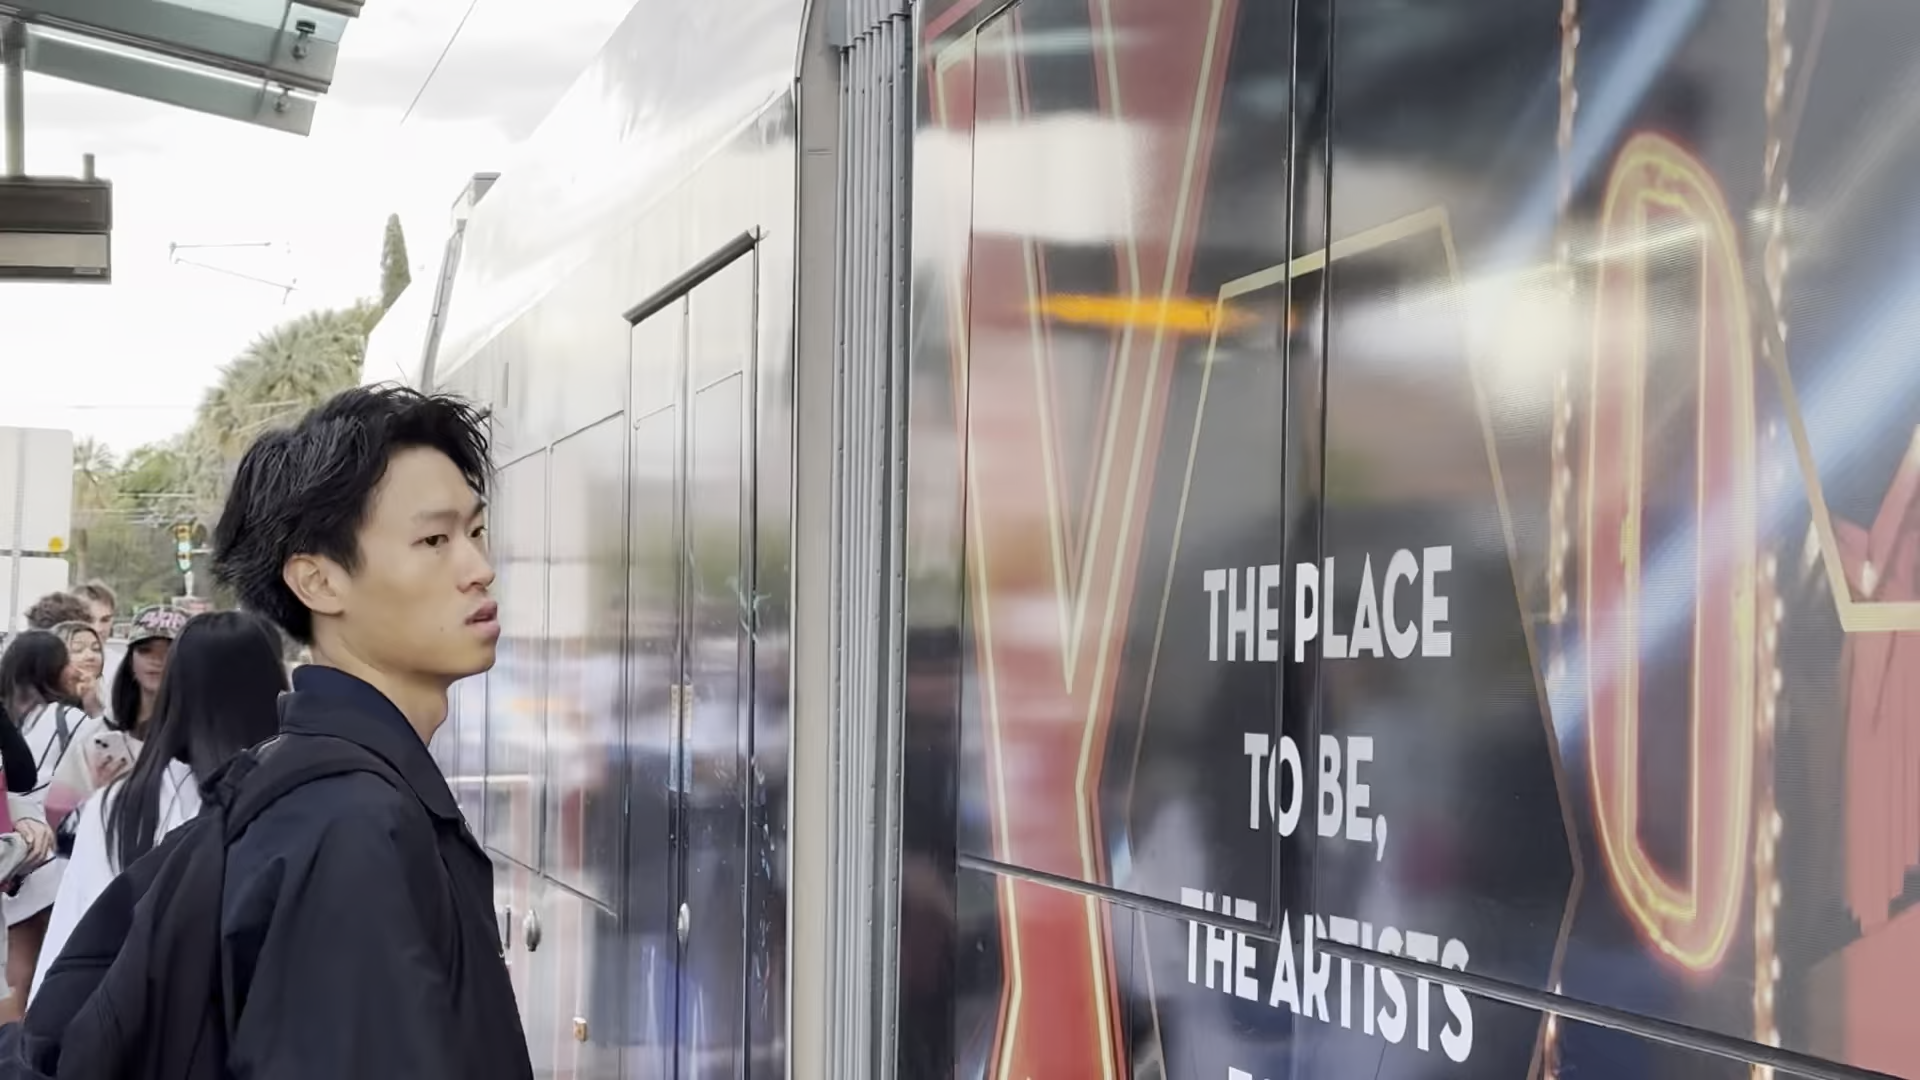 THE PLACE
TO BE,
THE ARTISTS